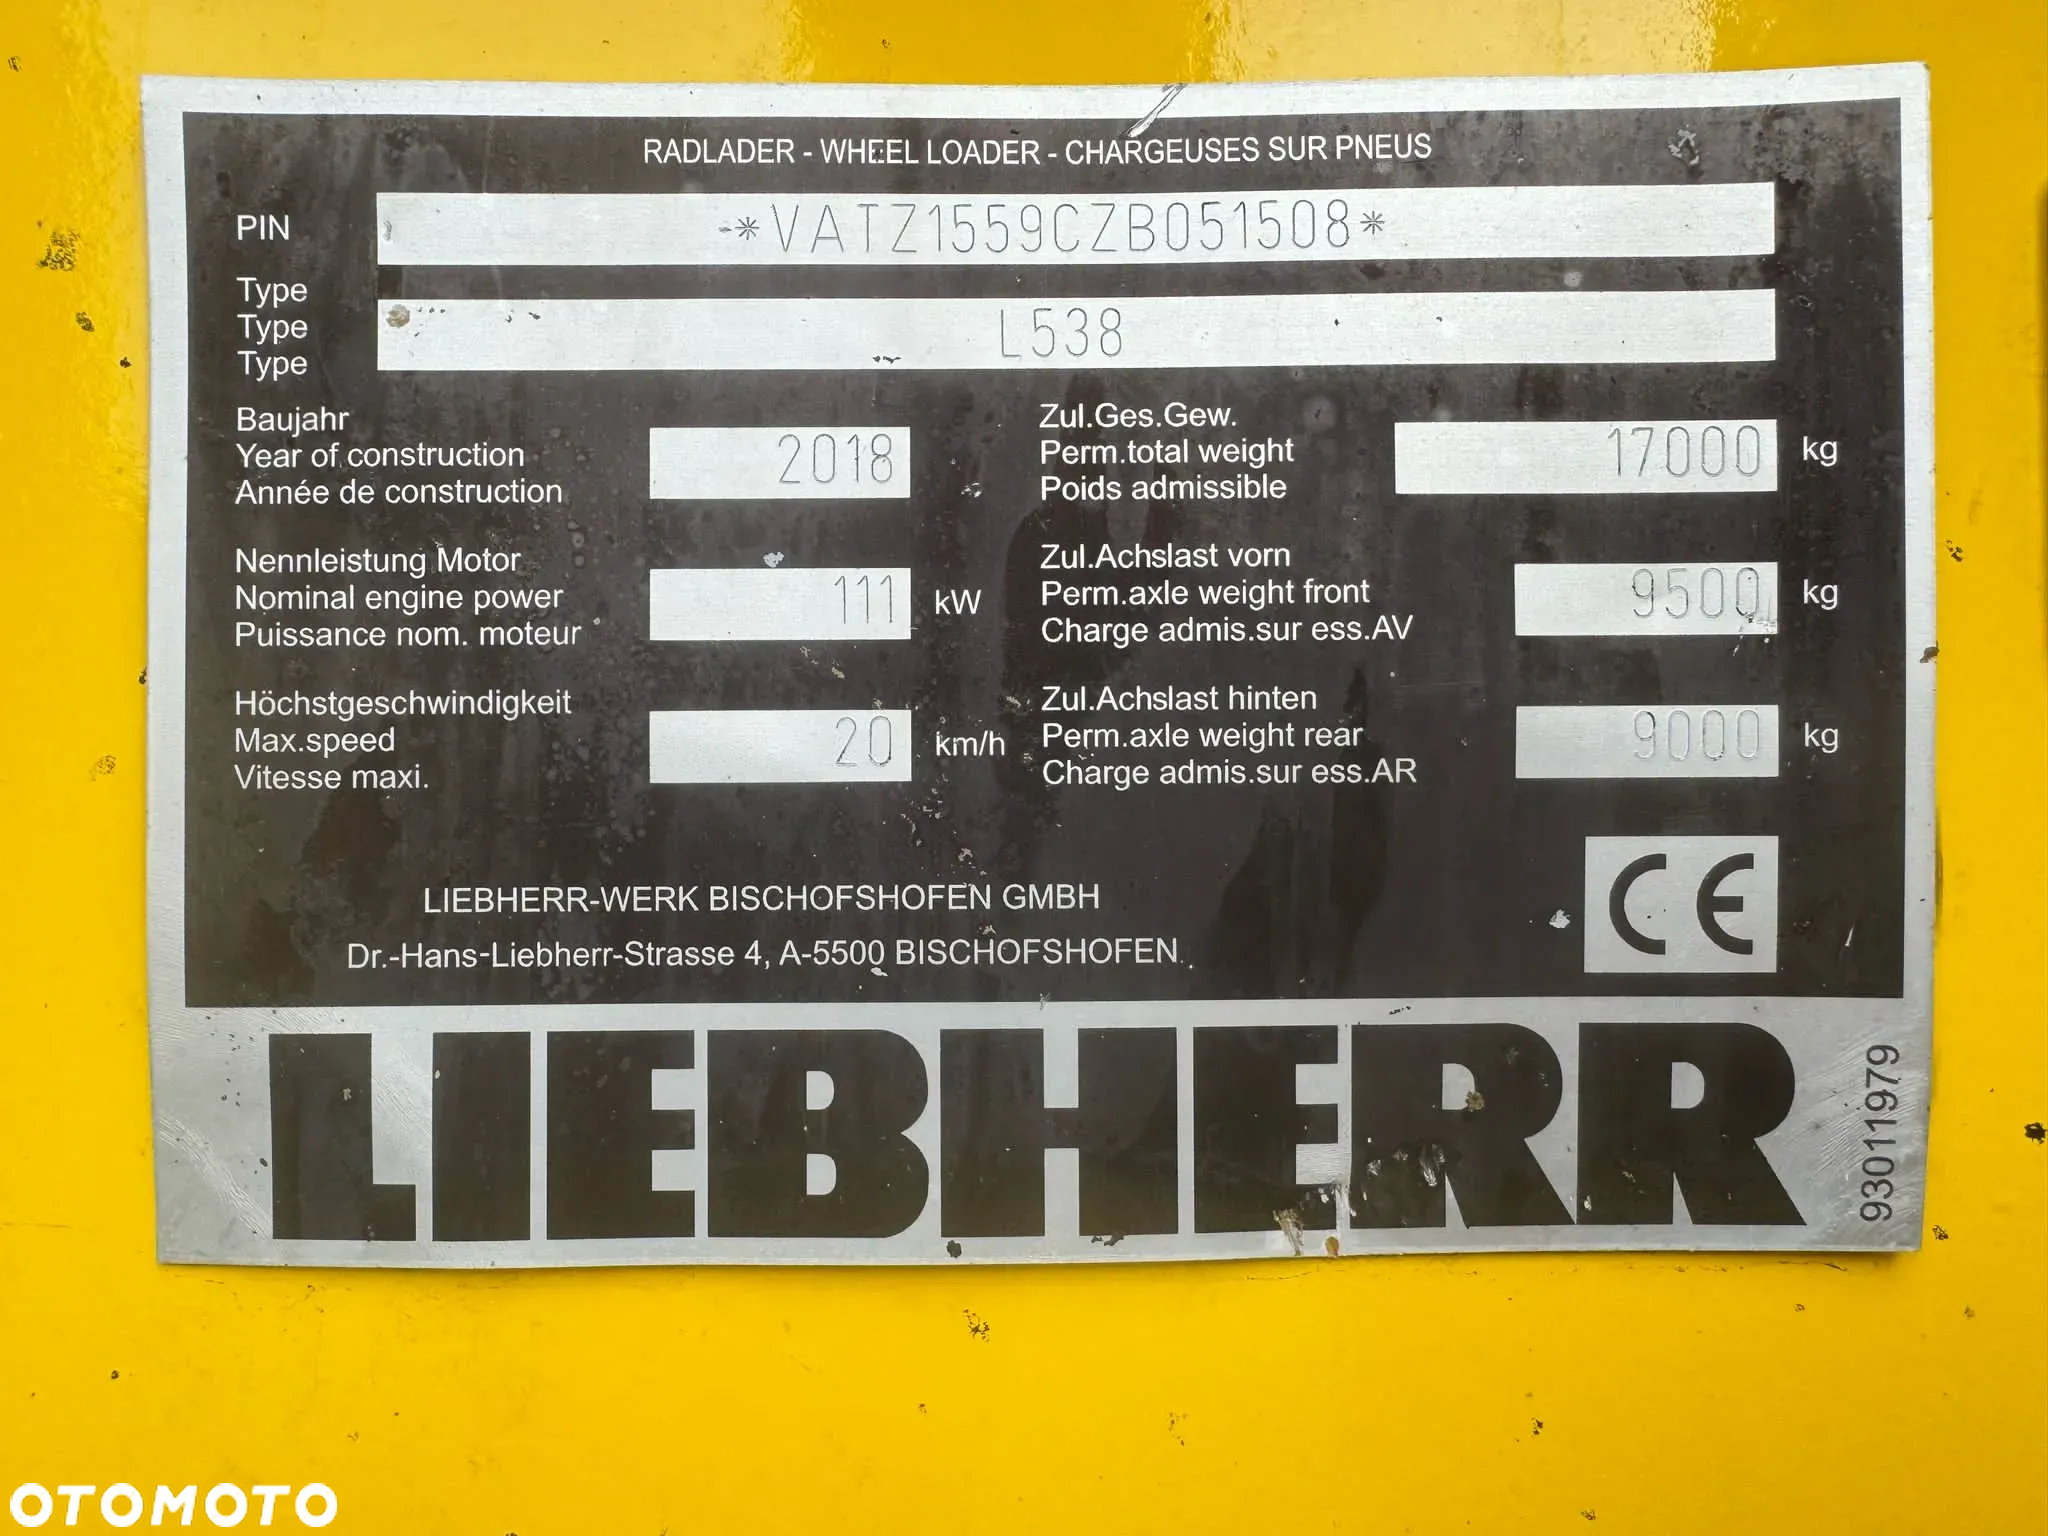 RADLADER - WHEEL LOADER - CHARGEUSES SUR PNEUS
PIN *VATZ1559CZB051508*
Type
Type L538
Type
Baujahr
Year of construction 2018
Année de construction
Nennleistung Motor
Nominal engine power 111 kW
Puissance nom. moteur
Höchstgeschwindigkeit
Max.speed 20 km/h
Vitesse maxi.
Zul.Ges.Gew.
Perm.total weight 17000 kg
Poids admissible
Zul.Achslast vorn
Perm.axle weight front 9500 kg
Charge admis.sur ess.AV
Zul.Achslast hinten
Perm.axle weight rear 9000 kg
Charge admis.sur ess.AR
CE
LIEBHERR-WERK BISCHOFSHOFEN GMBH
Dr.-Hans-Liebherr-Strasse 4, A-5500 BISCHOFSHOFEN
LIEBHERR
93011979
OTOMOTO